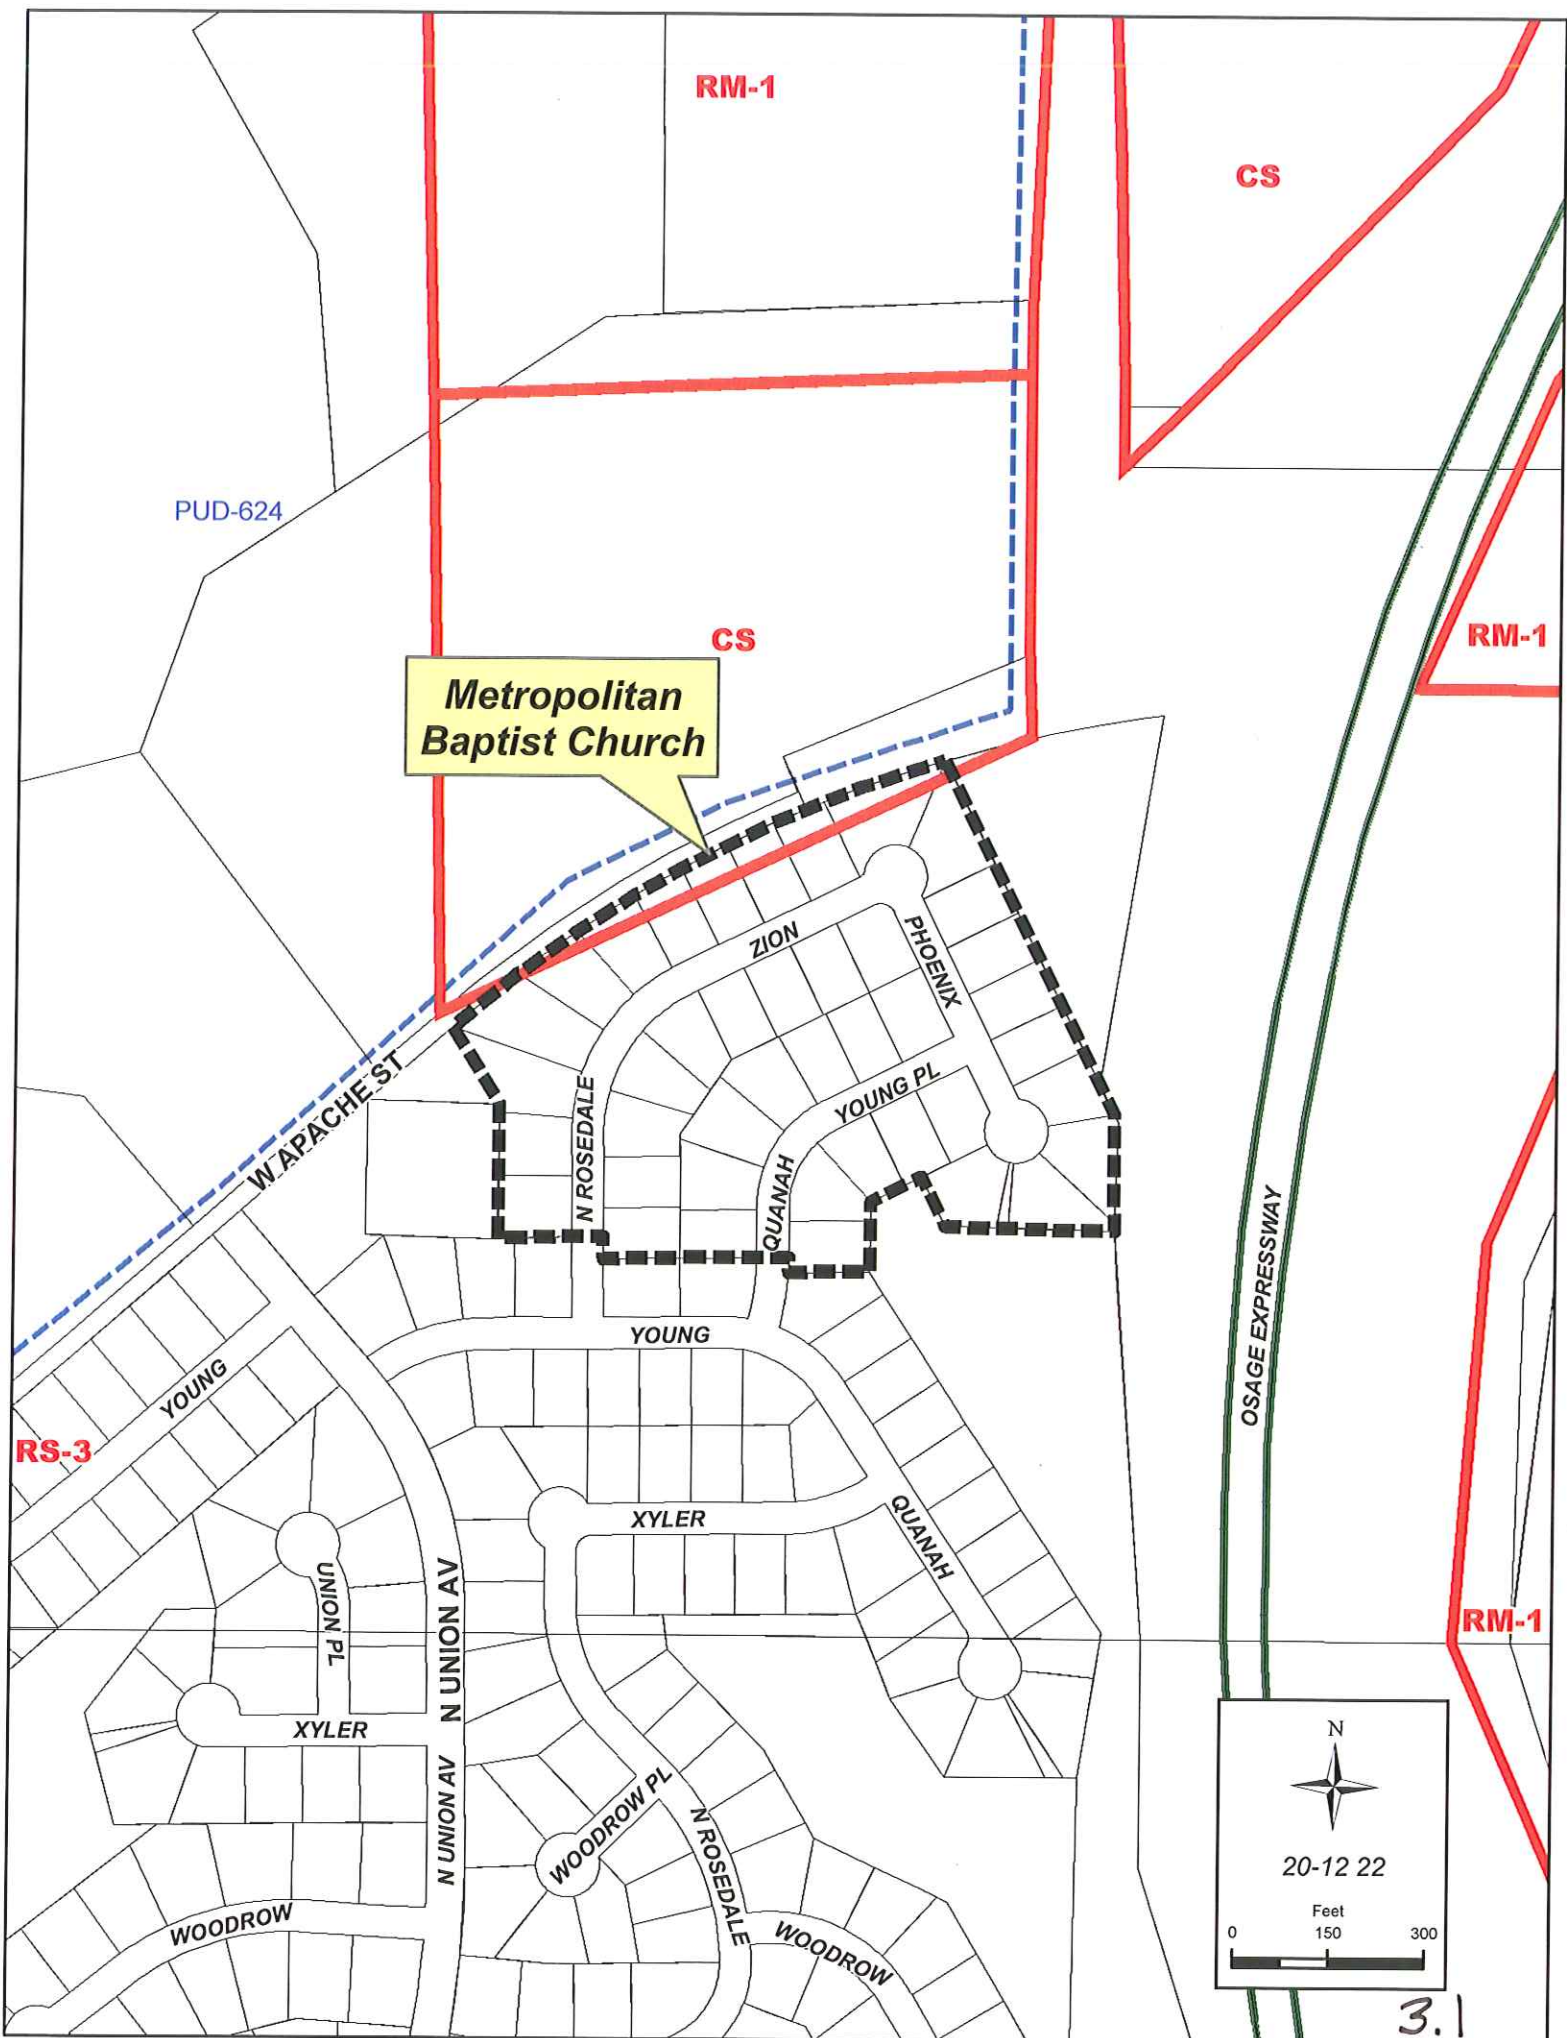 RM-1
CS
PUD-624
CS
RM-1
Metropolitan
Baptist Church
ZION
PHOENIX
W APACHE ST
N ROSEDALE
YOUNG PL
QUANAH
OSAGE EXPRESSWAY
YOUNG
YOUNG
RS-3
XYLER
QUANAH
UNION PL
N UNION AV
RM-1
XYLER
N UNION AV
WOODROW PL
N ROSEDALE
WOODROW
WOODROW
N
20-12 22
Feet
0 150 300
3.1